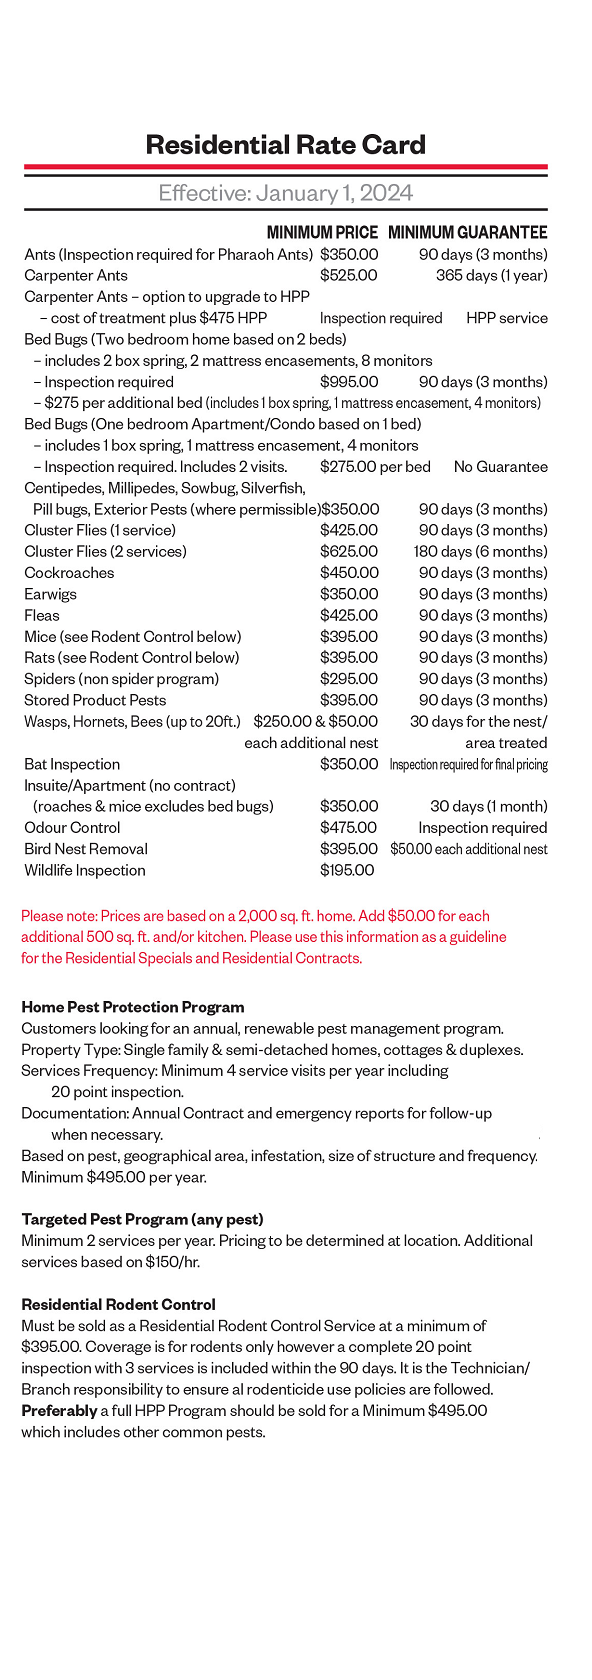 Residential Rate Card
Effective: January 1, 2024
MINIMUM PRICE MINIMUM GUARANTEE
Ants (Inspection required for Pharaoh Ants) $350.00 90 days (3 months)
Carpenter Ants $525.00 365 days (1 year)
Carpenter Ants – option to upgrade to HPP
– cost of treatment plus $475 HPP Inspection required HPP service
Bed Bugs (Two bedroom home based on 2 beds)
– includes 2 box spring, 2 mattress encasements, 8 monitors
– Inspection required $995.00 90 days (3 months)
– $275 per additional bed (includes 1 box spring, 1 mattress encasement, 4 monitors)
Bed Bugs (One bedroom Apartment/Condo based on 1 bed)
– includes 1 box spring, 1 mattress encasement, 4 monitors
– Inspection required. Includes 2 visits. $275.00 per bed No Guarantee
Centipedes, Millipedes, Sowbug, Silverfish,
Pill bugs, Exterior Pests (where permissible) $350.00 90 days (3 months)
Cluster Flies (1 service) $425.00 90 days (3 months)
Cluster Flies (2 services) $625.00 180 days (6 months)
Cockroaches $450.00 90 days (3 months)
Earwigs $350.00 90 days (3 months)
Fleas $425.00 90 days (3 months)
Mice (see Rodent Control below) $395.00 90 days (3 months)
Rats (see Rodent Control below) $395.00 90 days (3 months)
Spiders (non spider program) $295.00 90 days (3 months)
Stored Product Pests $395.00 90 days (3 months)
Wasps, Hornets, Bees (up to 20ft.) $250.00 & $50.00 30 days for the nest/
each additional nest area treated
Bat Inspection $350.00 Inspection required for final pricing
Insuite/Apartment (no contract)
(roaches & mice excludes bed bugs) $350.00 30 days (1 month)
Odour Control $475.00 Inspection required
Bird Nest Removal $395.00 $50.00 each additional nest
Wildlife Inspection $195.00
Please note: Prices are based on a 2,000 sq. ft. home. Add $50.00 for each
additional 500 sq. ft. and/or kitchen. Please use this information as a guideline
for the Residential Specials and Residential Contracts.
Home Pest Protection Program
Customers looking for an annual, renewable pest management program.
Property Type: Single family & semi-detached homes, cottages & duplexes.
Services Frequency: Minimum 4 service visits per year including
20 point inspection.
Documentation: Annual Contract and emergency reports for follow-up
when necessary.
Based on pest, geographical area, infestation, size of structure and frequency.
Minimum $495.00 per year.
Targeted Pest Program (any pest)
Minimum 2 services per year. Pricing to be determined at location. Additional
services based on $150/hr.
Residential Rodent Control
Must be sold as a Residential Rodent Control Service at a minimum of
$395.00. Coverage is for rodents only however a complete 20 point
inspection with 3 services is included within the 90 days. It is the Technician/
Branch responsibility to ensure al rodenticide use policies are followed.
Preferably a full HPP Program should be sold for a Minimum $495.00
which includes other common pests.